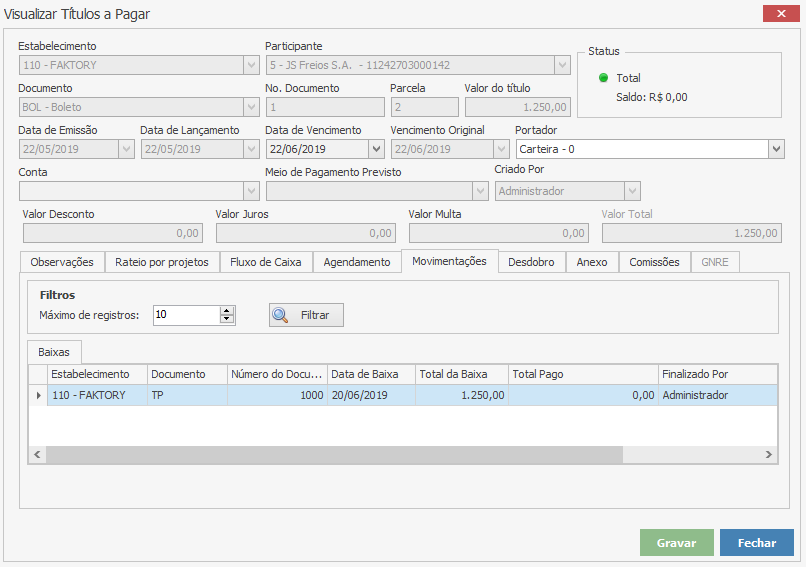 Visualizar Títulos a Pagar
Estabelecimento Participante Status
110 - FAKTORY 5 - JS Freios S.A. - 11242703000142
Total
Documento No. Documento Parcela Valor do título
Saldo: R$ 0,00
BOL - Boleto 1 2 1.250,00
Data de Emissão Data de Lançamento Data de Vencimento Vencimento Original Portador
22/05/2019 22/05/2019 22/06/2019 22/06/2019 Carteira - 0
Conta Meio de Pagamento Previsto Criado Por
Administrador
Valor Desconto Valor Juros Valor Multa Valor Total
0,00 0,00 0,00 1.250,00
Observações Rateio por projetos Fluxo de Caixa Agendamento Movimentações Desdobro Anexo Comissões GNRE
Filtros
Máximo de registros: 10 Filtrar
Baixas
Estabelecimento Documento Número do Docu... Data de Baixa Total da Baixa Total Pago Finalizado Por
110 - FAKTORY TP 1000 20/06/2019 1.250,00 0,00 Administrador
Gravar Fechar